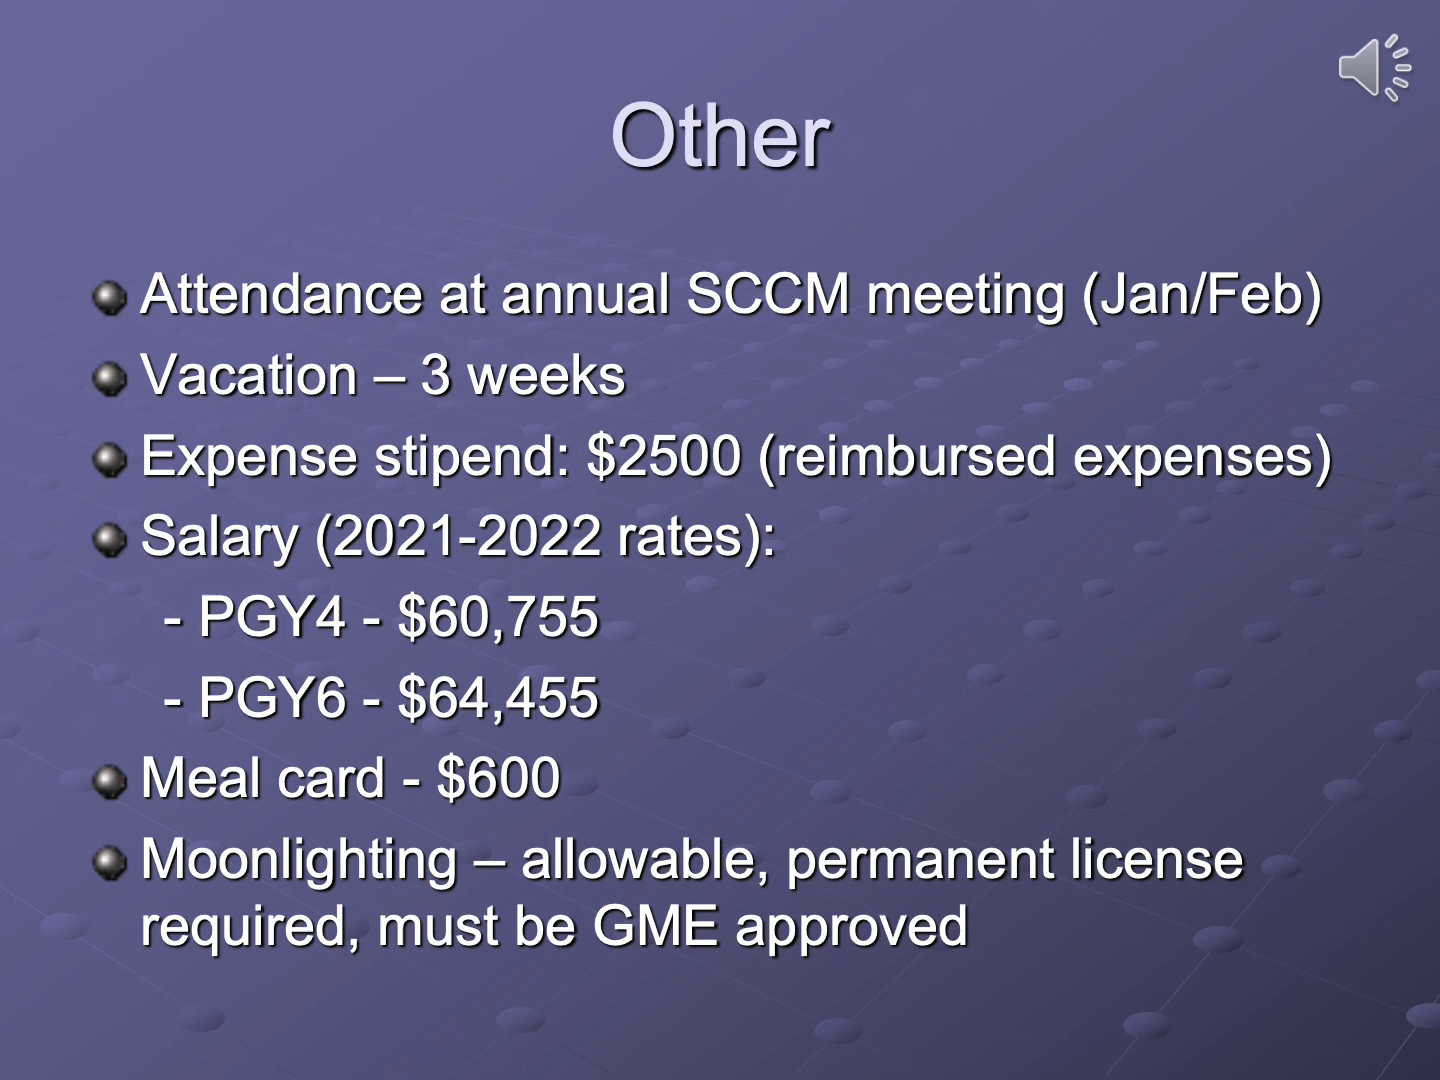 Other
Attendance at annual SCCM meeting (Jan/Feb)
Vacation – 3 weeks
Expense stipend: $2500 (reimbursed expenses)
Salary (2021-2022 rates):
- PGY4 - $60,755
- PGY6 - $64,455
Meal card - $600
Moonlighting – allowable, permanent license
required, must be GME approved